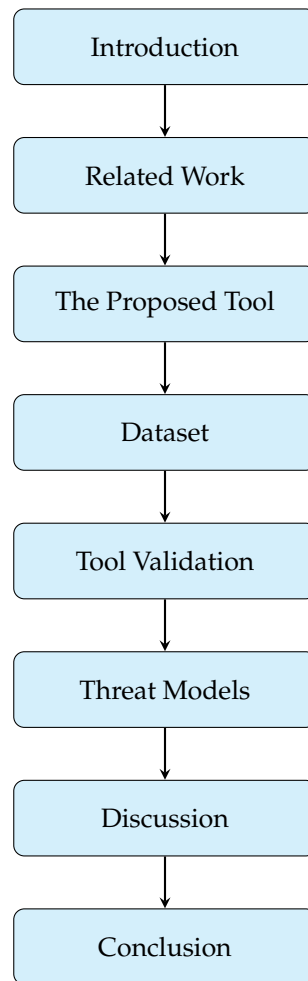 Introduction
Related Work
The Proposed Tool
Dataset
Tool Validation
Threat Models
Discussion
Conclusion